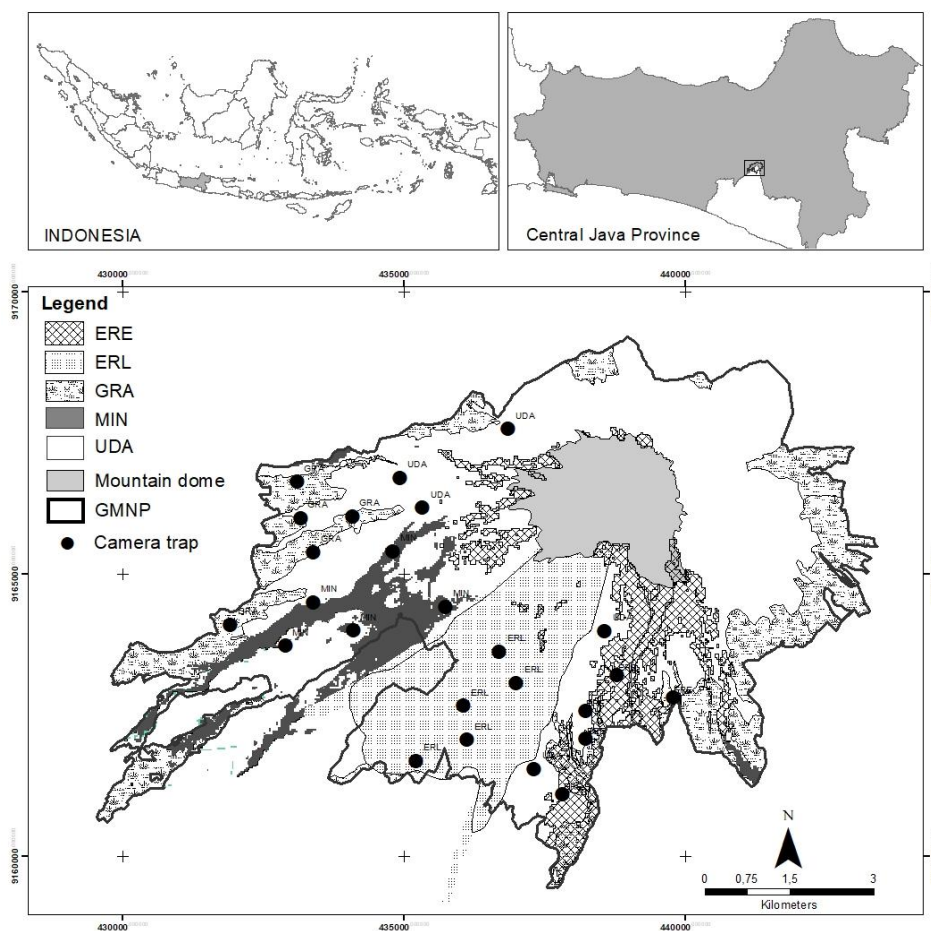 INDONESIA
Central Java Province
430000
435000
440000
9170000
9165000
9160000
Legend
ERE
ERL
GRA
MIN
UDA
Mountain dome
GMNP
Camera trap
UDA
UDA
UDA
GRA
GRA
GRA
GRA
MIN
MIN
MIN
MIN
ERL
ERL
ERL
ERL
ERL
N
0 0,75 1,5 3
Kilometers
430000
435000
440000